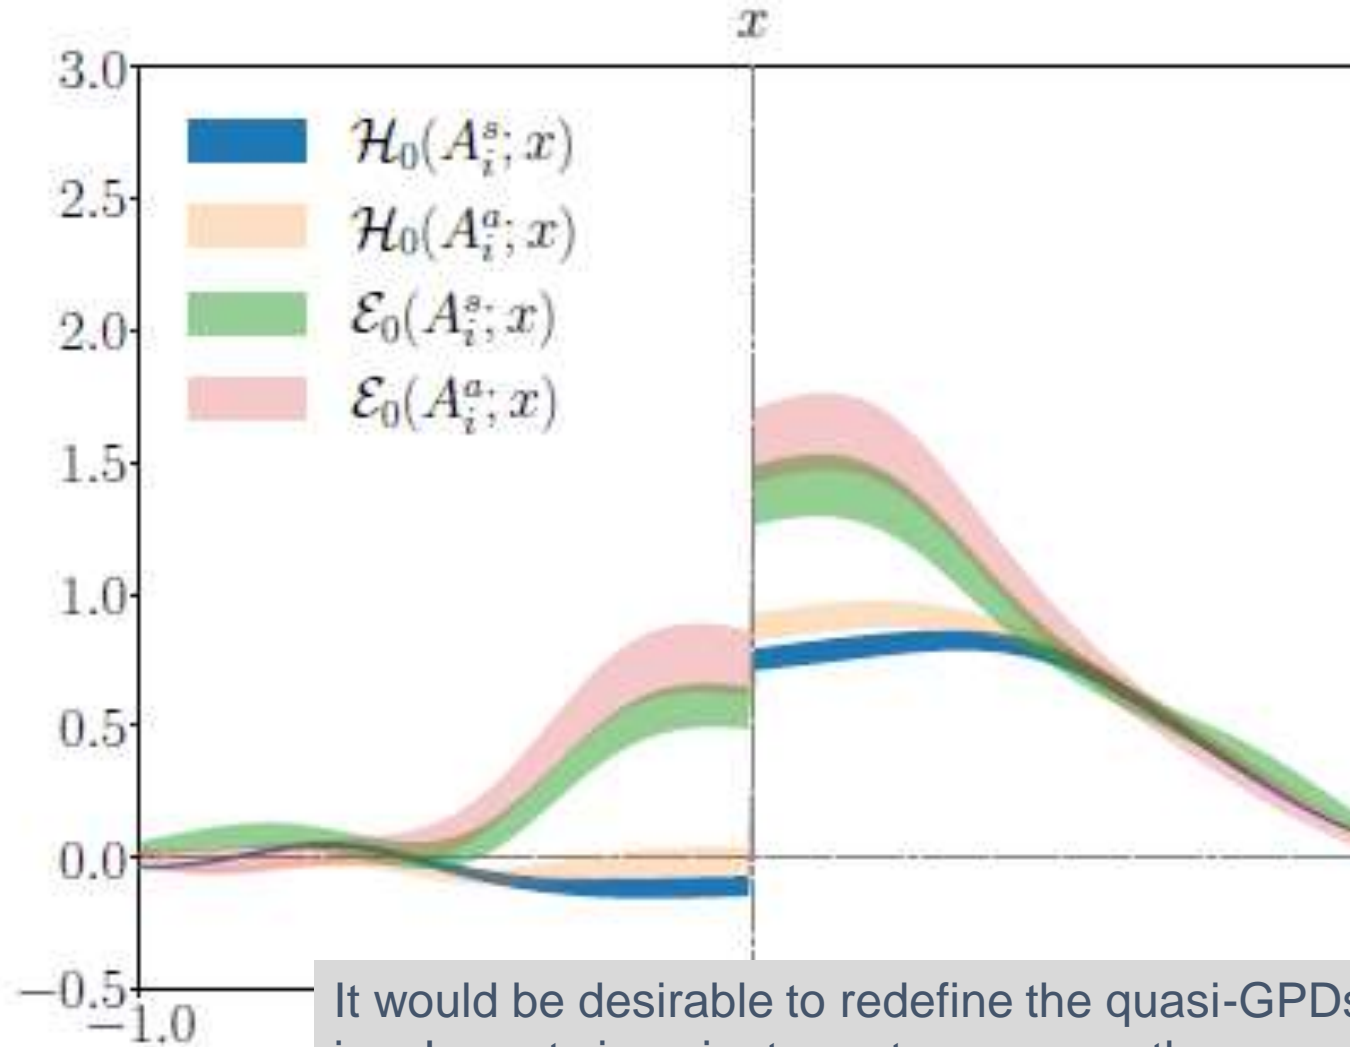 x
3.0
2.5
2.0
1.5
1.0
0.5
0.0
−0.5
−1.0
𝓗₀(Aᵢˢ; x)
𝓗₀(Aᵢᵃ; x)
𝓔₀(Aᵢˢ; x)
𝓔₀(Aᵢᵃ; x)
It would be desirable to redefine the quasi-GPDs